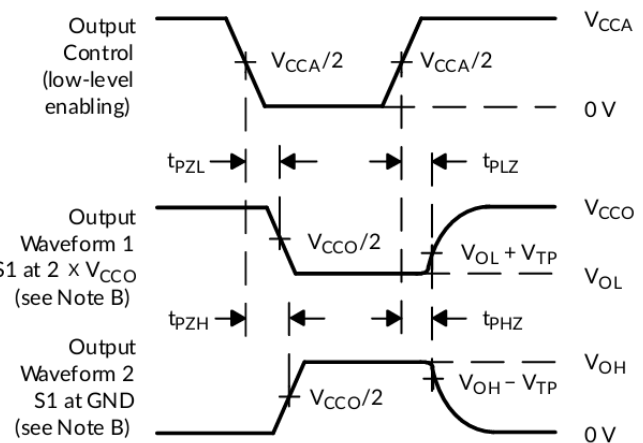 Output
Control
(low-level
enabling)
V_CCA/2
V_CCA/2
V_CCA
0 V
t_PZL
t_PLZ
Output
Waveform 1
S1 at 2 × V_CCO
(see Note B)
V_CCO/2
V_OL + V_TP
V_CCO
V_OL
t_PZH
t_PHZ
Output
Waveform 2
S1 at GND
(see Note B)
V_CCO/2
V_OH − V_TP
V_OH
0 V